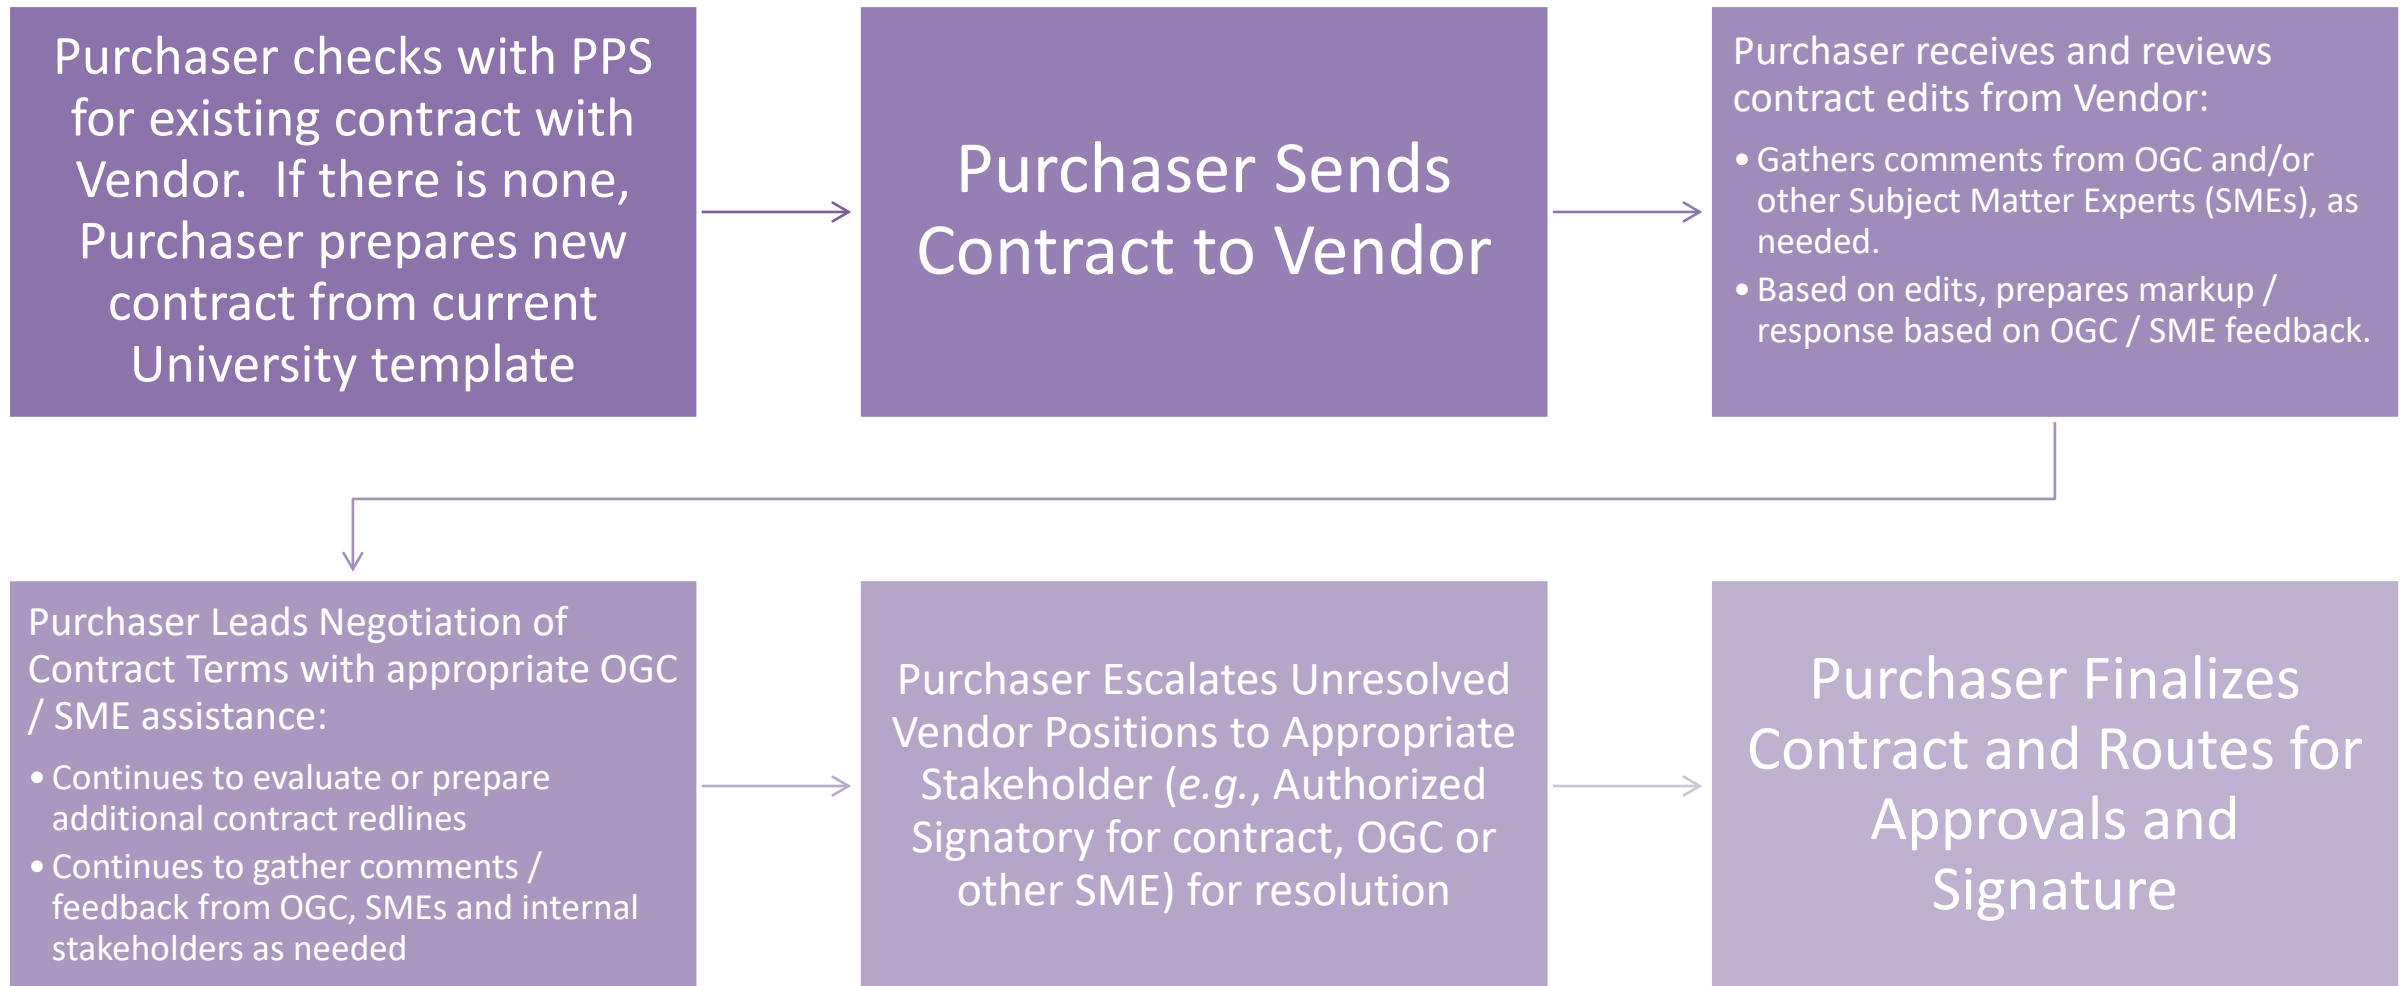 Purchaser checks with PPS
for existing contract with
Vendor.  If there is none,
Purchaser prepares new
contract from current
University template
Purchaser Sends
Contract to Vendor
Purchaser receives and reviews
contract edits from Vendor:
• Gathers comments from OGC and/or
other Subject Matter Experts (SMEs), as
needed.
• Based on edits, prepares markup /
response based on OGC / SME feedback.
Purchaser Leads Negotiation of
Contract Terms with appropriate OGC
/ SME assistance:
• Continues to evaluate or prepare
additional contract redlines
• Continues to gather comments /
feedback from OGC, SMEs and internal
stakeholders as needed
Purchaser Escalates Unresolved
Vendor Positions to Appropriate
Stakeholder (e.g., Authorized
Signatory for contract, OGC or
other SME) for resolution
Purchaser Finalizes
Contract and Routes for
Approvals and
Signature